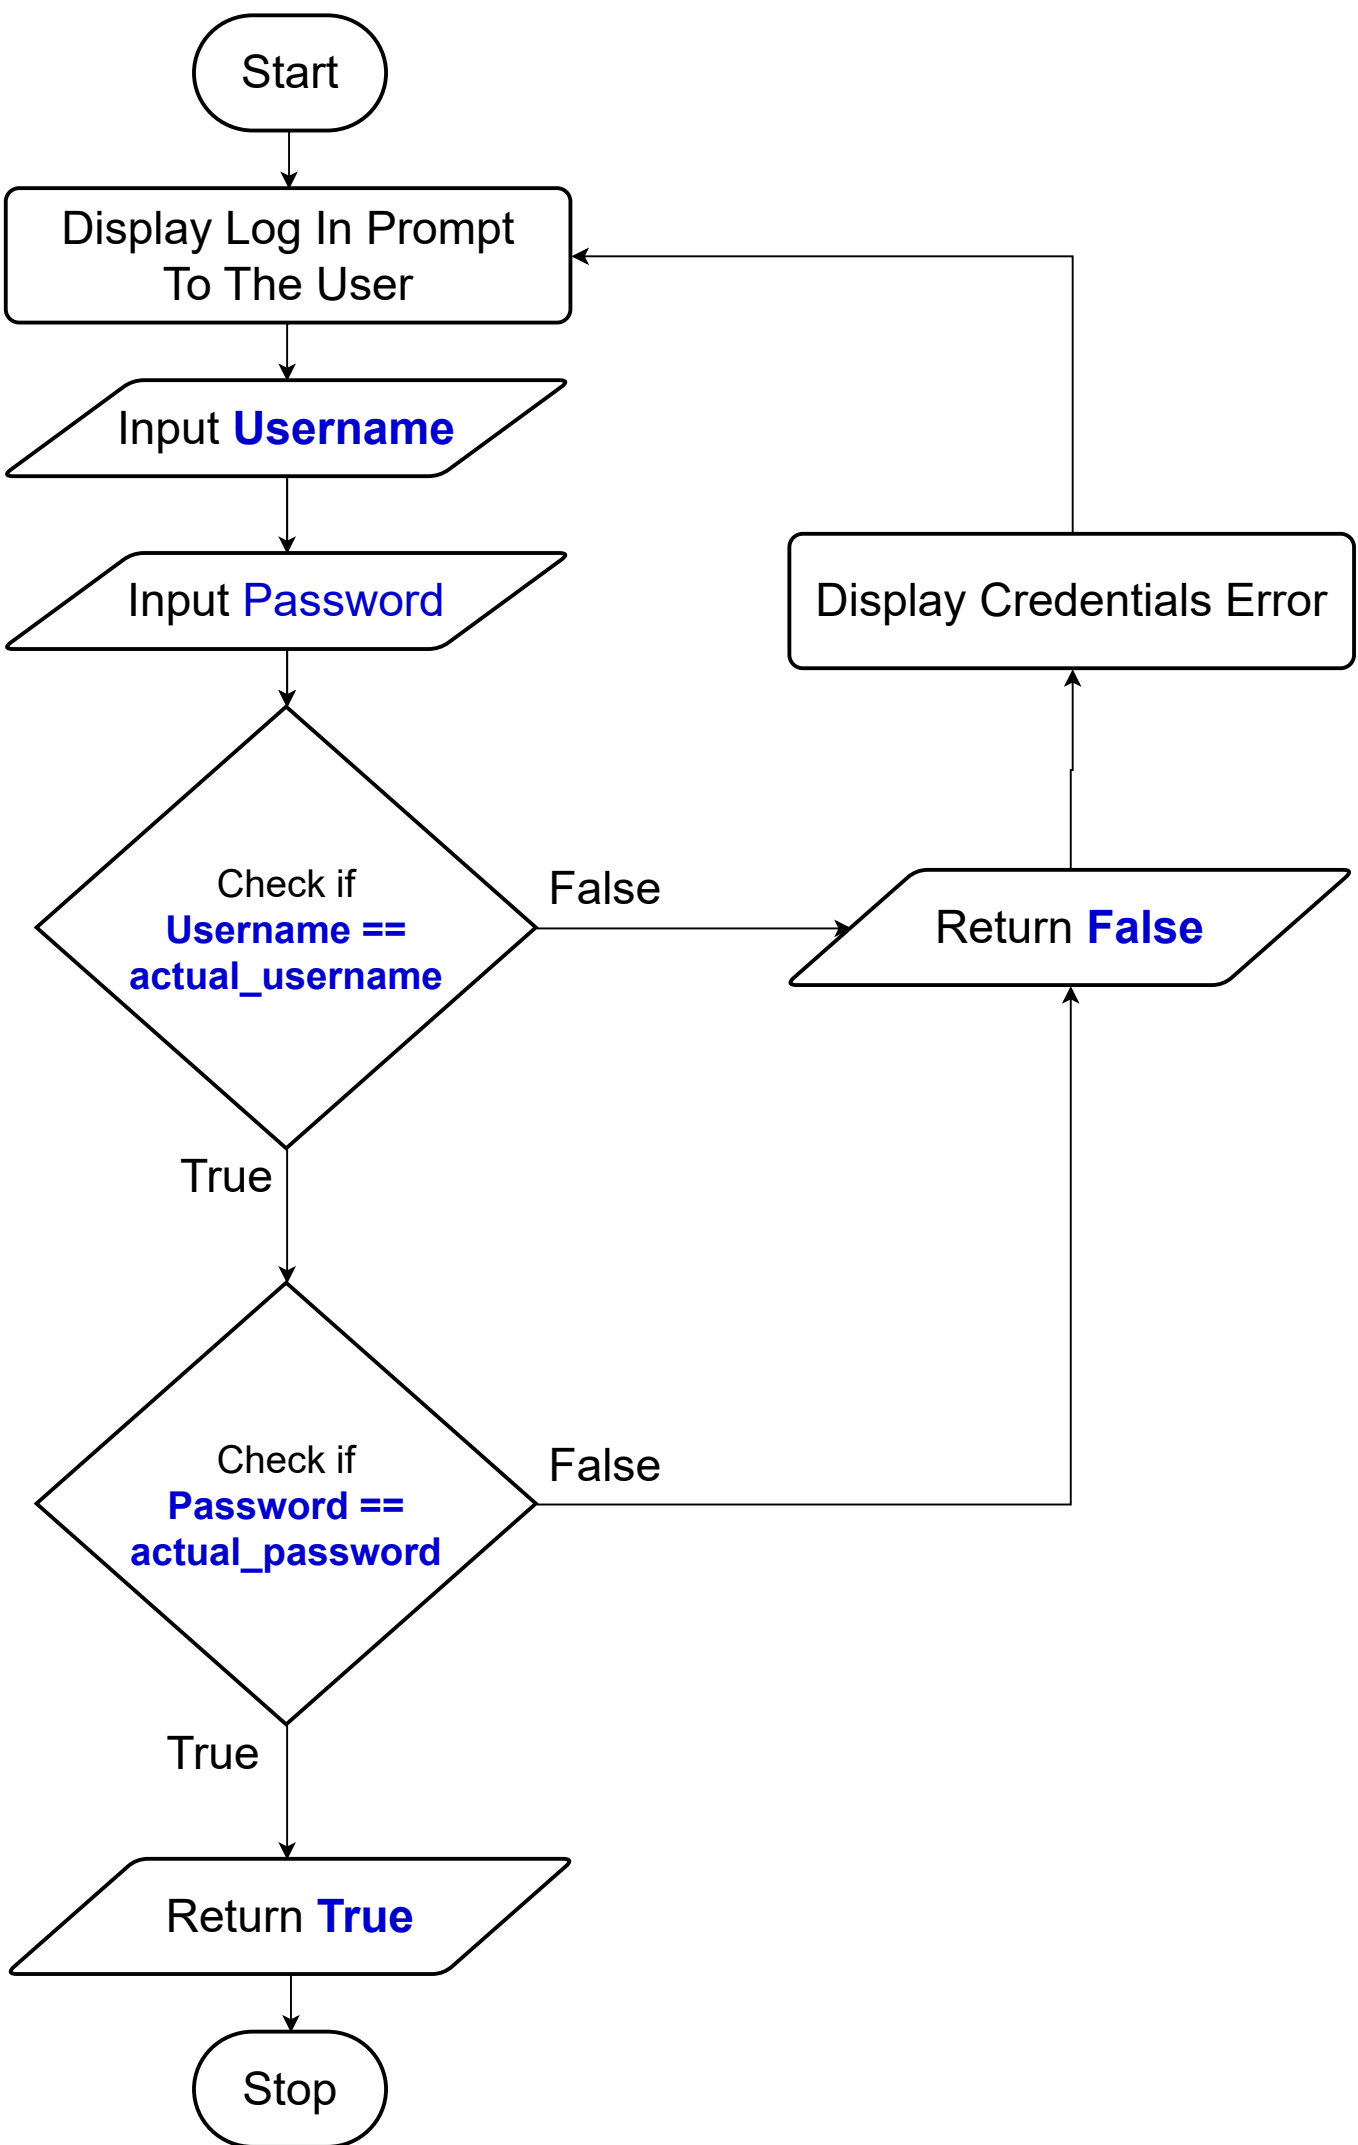 Start
Display Log In Prompt
To The User
Input Username
Input Password
Display Credentials Error
Check if
Username ==
actual_username
False
Return False
True
Check if
Password ==
actual_password
False
True
Return True
Stop